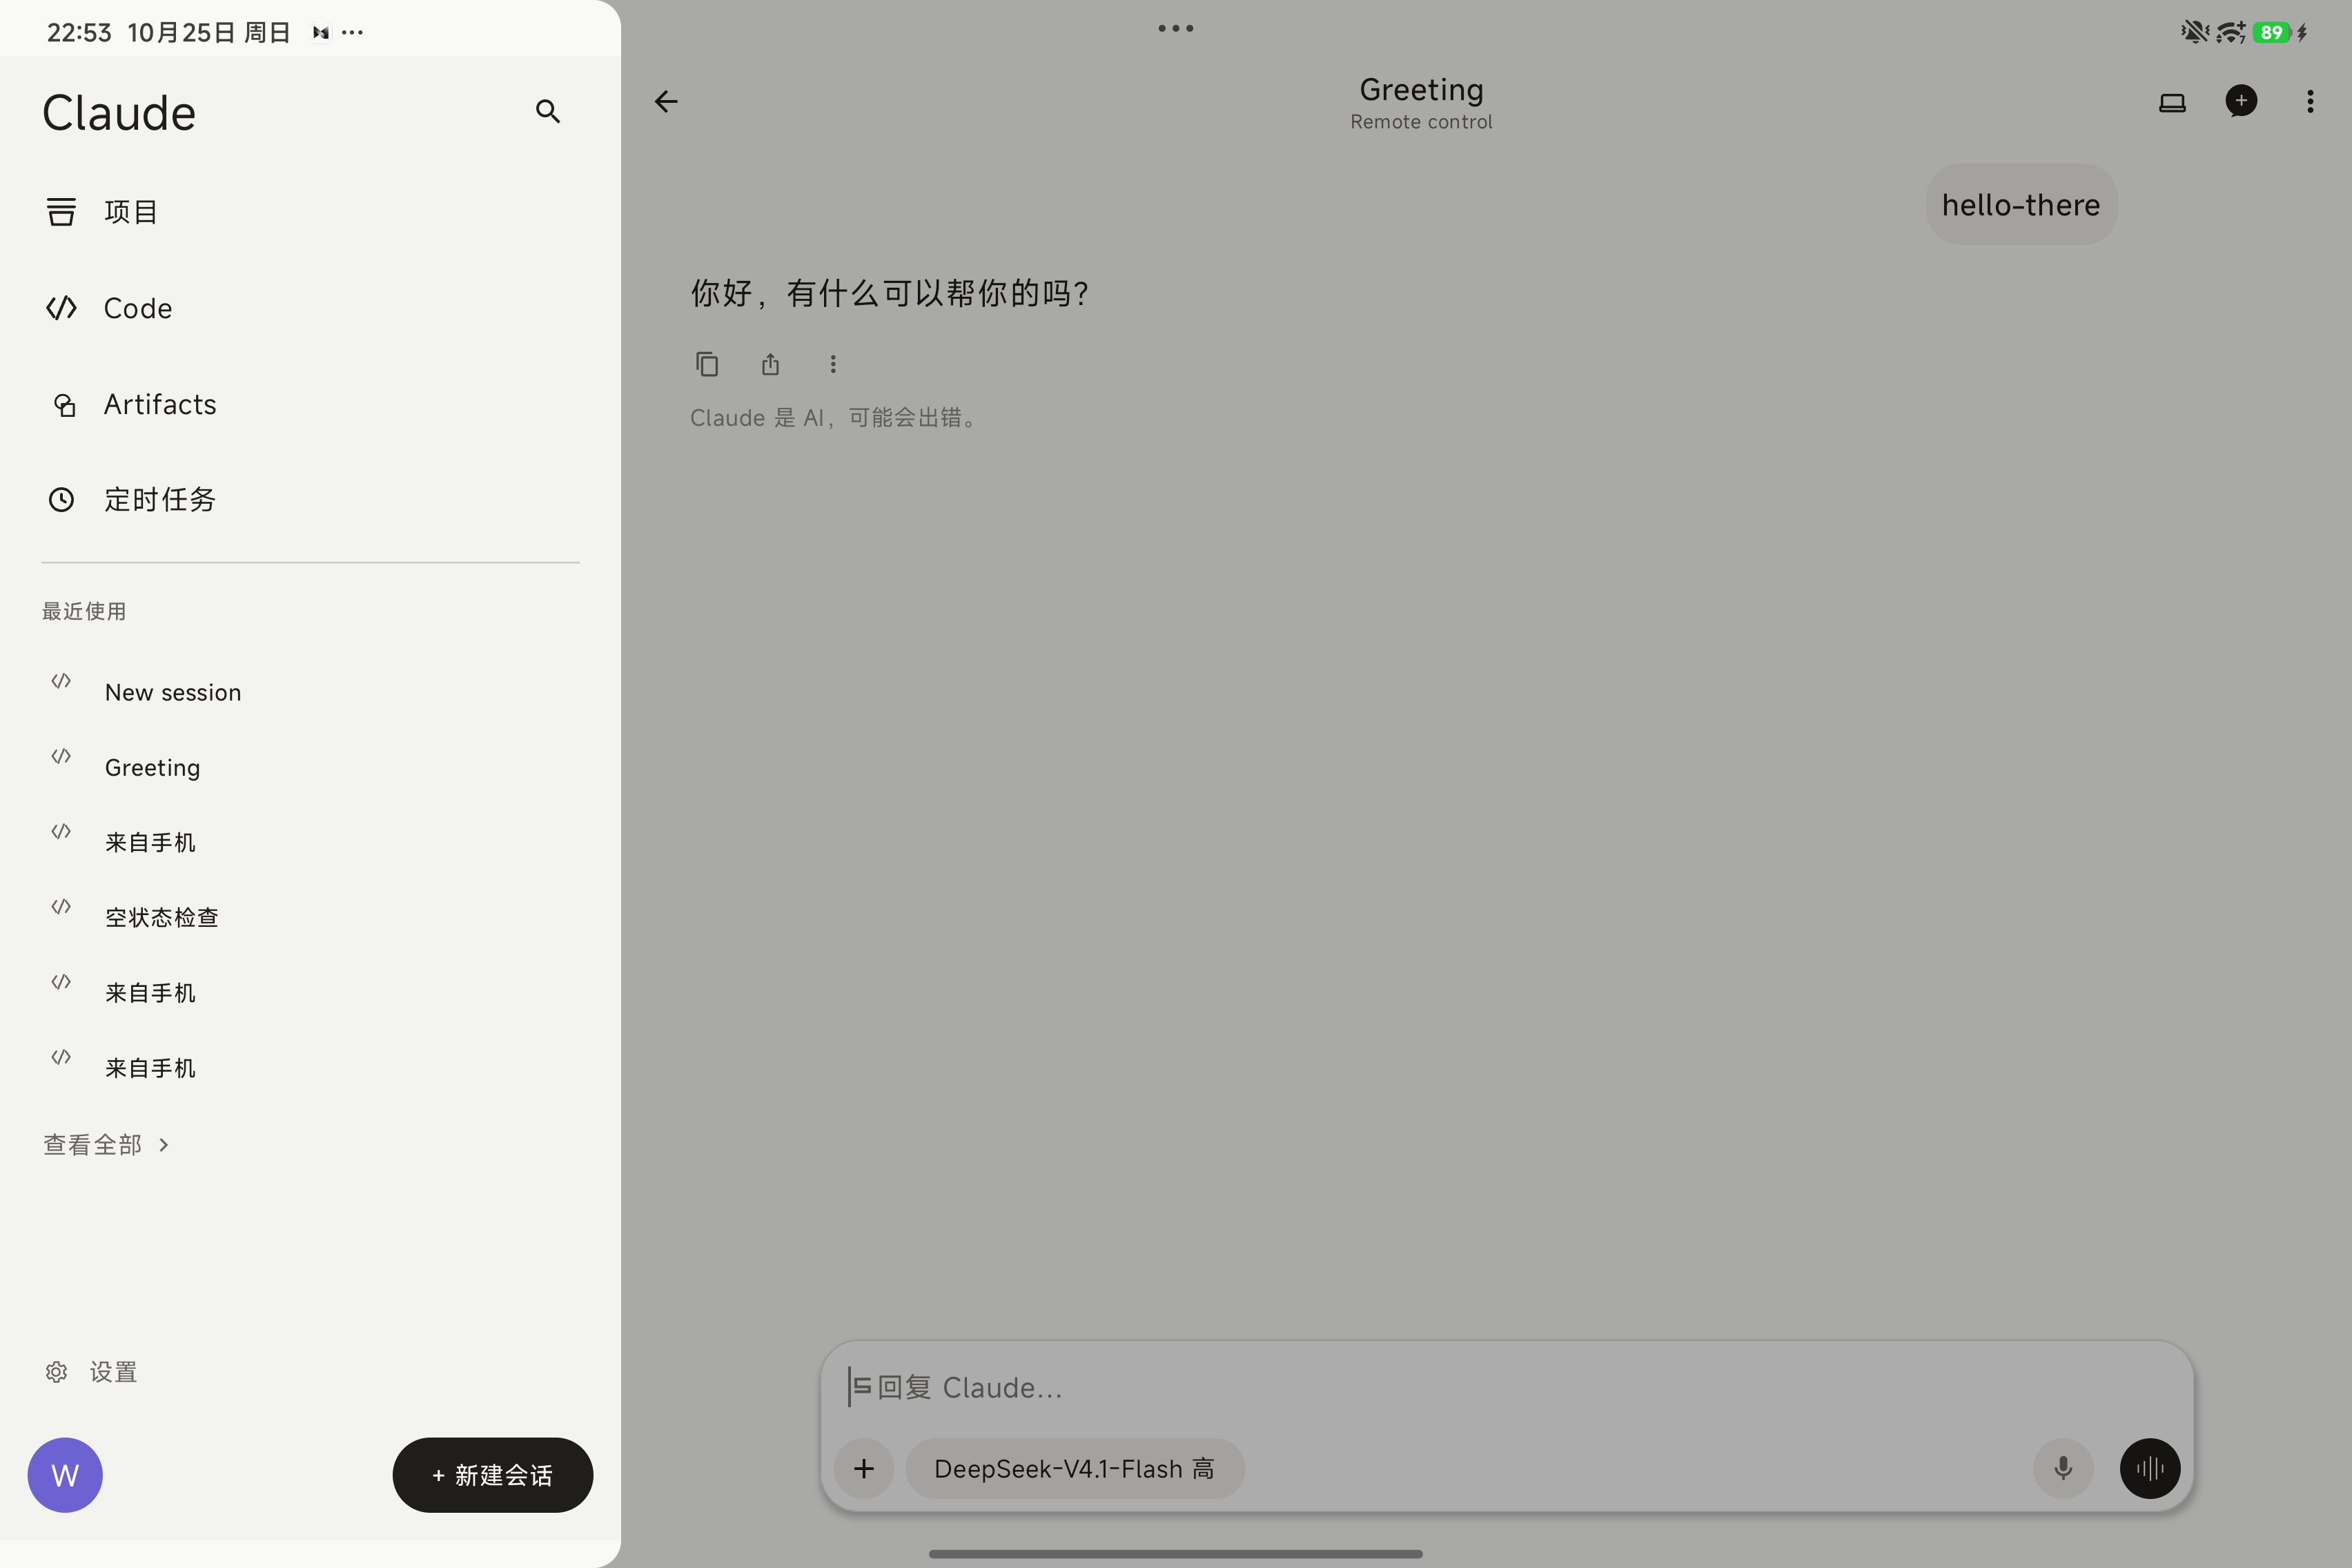 22:53 10月25日 周日
89
Claude
项目
Code
Artifacts
定时任务
最近使用
New session
Greeting
来自手机
空状态检查
来自手机
来自手机
查看全部
设置
W
+ 新建会话
Greeting
Remote control
hello-there
你好，有什么可以帮你的吗？
Claude 是 AI，可能会出错。
回复 Claude...
DeepSeek-V4.1-Flash 高